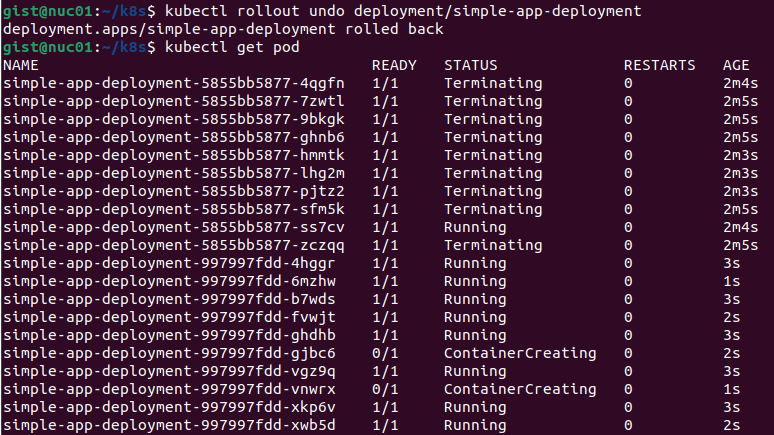 gist@nuc01:~/k8s$ kubectl rollout undo deployment/simple-app-deployment
deployment.apps/simple-app-deployment rolled back
gist@nuc01:~/k8s$ kubectl get pod
NAME READY STATUS RESTARTS AGE
simple-app-deployment-5855bb5877-4qgfn 1/1 Terminating 0 2m4s
simple-app-deployment-5855bb5877-7zwtl 1/1 Terminating 0 2m5s
simple-app-deployment-5855bb5877-9bkgk 1/1 Terminating 0 2m5s
simple-app-deployment-5855bb5877-ghnb6 1/1 Terminating 0 2m5s
simple-app-deployment-5855bb5877-hmmtk 1/1 Terminating 0 2m3s
simple-app-deployment-5855bb5877-lhg2m 1/1 Terminating 0 2m3s
simple-app-deployment-5855bb5877-pjtz2 1/1 Terminating 0 2m3s
simple-app-deployment-5855bb5877-sfm5k 1/1 Terminating 0 2m5s
simple-app-deployment-5855bb5877-ss7cv 1/1 Running 0 2m4s
simple-app-deployment-5855bb5877-zczqq 1/1 Terminating 0 2m5s
simple-app-deployment-997997fdd-4hggr 1/1 Running 0 3s
simple-app-deployment-997997fdd-6mzhw 1/1 Running 0 1s
simple-app-deployment-997997fdd-b7wds 1/1 Running 0 3s
simple-app-deployment-997997fdd-fvwjt 1/1 Running 0 2s
simple-app-deployment-997997fdd-ghdhb 1/1 Running 0 3s
simple-app-deployment-997997fdd-gjbc6 0/1 ContainerCreating 0 2s
simple-app-deployment-997997fdd-vgz9q 1/1 Running 0 3s
simple-app-deployment-997997fdd-vnwrx 0/1 ContainerCreating 0 1s
simple-app-deployment-997997fdd-xkp6v 1/1 Running 0 3s
simple-app-deployment-997997fdd-xwb5d 1/1 Running 0 2s